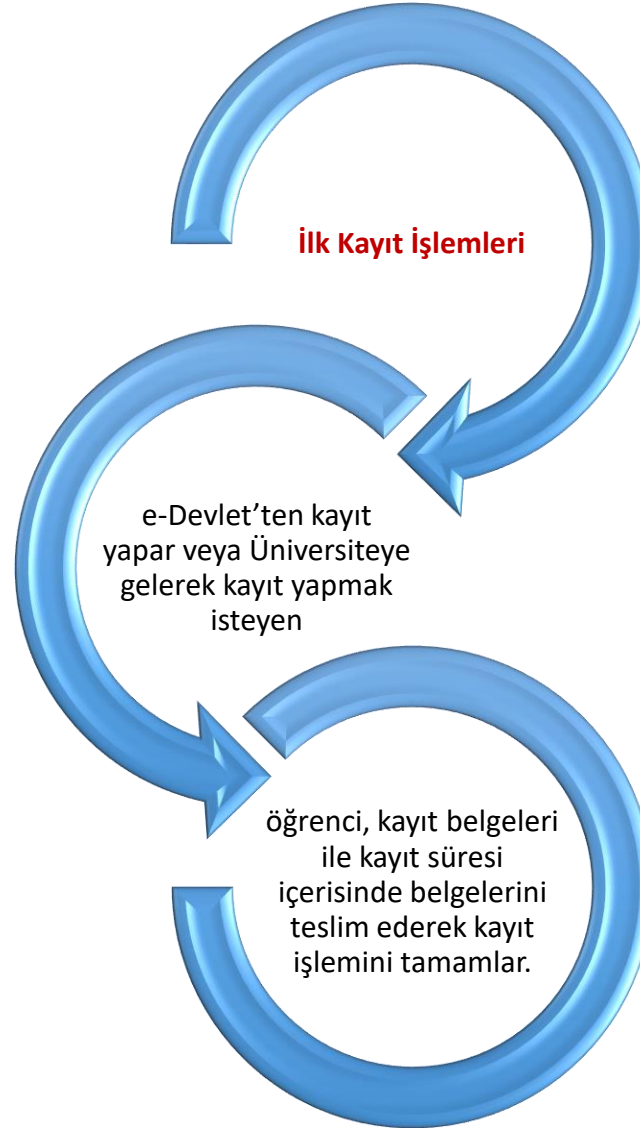 İlk Kayıt İşlemleri
e-Devlet’ten kayıt
yapar veya Üniversiteye
gelerek kayıt yapmak
isteyen
öğrenci, kayıt belgeleri
ile kayıt süresi
içerisinde belgelerini
teslim ederek kayıt
işlemini tamamlar.